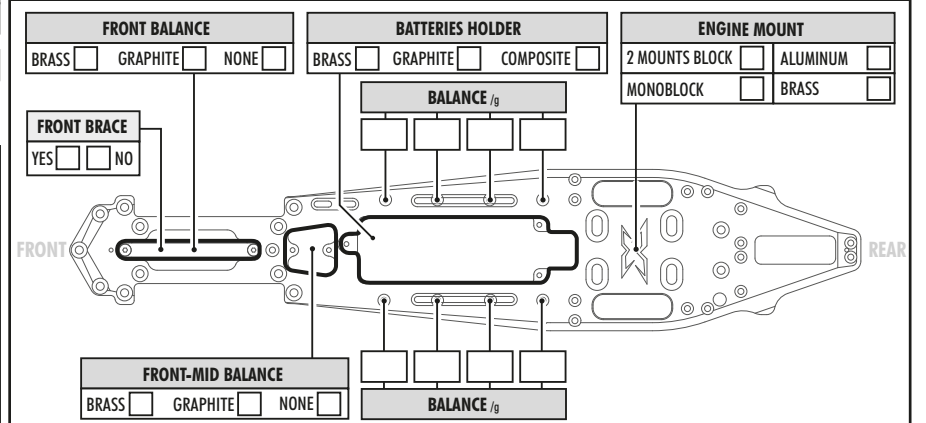 FRONT BALANCE
BRASS GRAPHITE NONE
BATTERIES HOLDER
BRASS GRAPHITE COMPOSITE
ENGINE MOUNT
2 MOUNTS BLOCK ALUMINUM
MONOBLOCK BRASS
BALANCE /g
FRONT BRACE
YES NO
FRONT
REAR
FRONT-MID BALANCE
BRASS GRAPHITE NONE
BALANCE /g